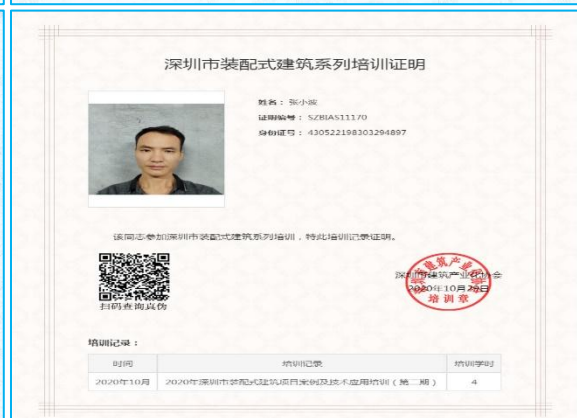 深圳市装配式建筑系列培训证明
姓名：张小波
证明编号：SZBIAS11170
身份证号：430522198303294897
该同志参加深圳市装配式建筑系列培训，特此培训记录证明。
深圳市建筑产业化协会
2020年10月29日
培训章
扫码查询真伪
培训记录：
时间 培训记录 培训学时
2020年10月 2020年深圳市装配式建筑项目案例及技术应用培训（第二期） 4